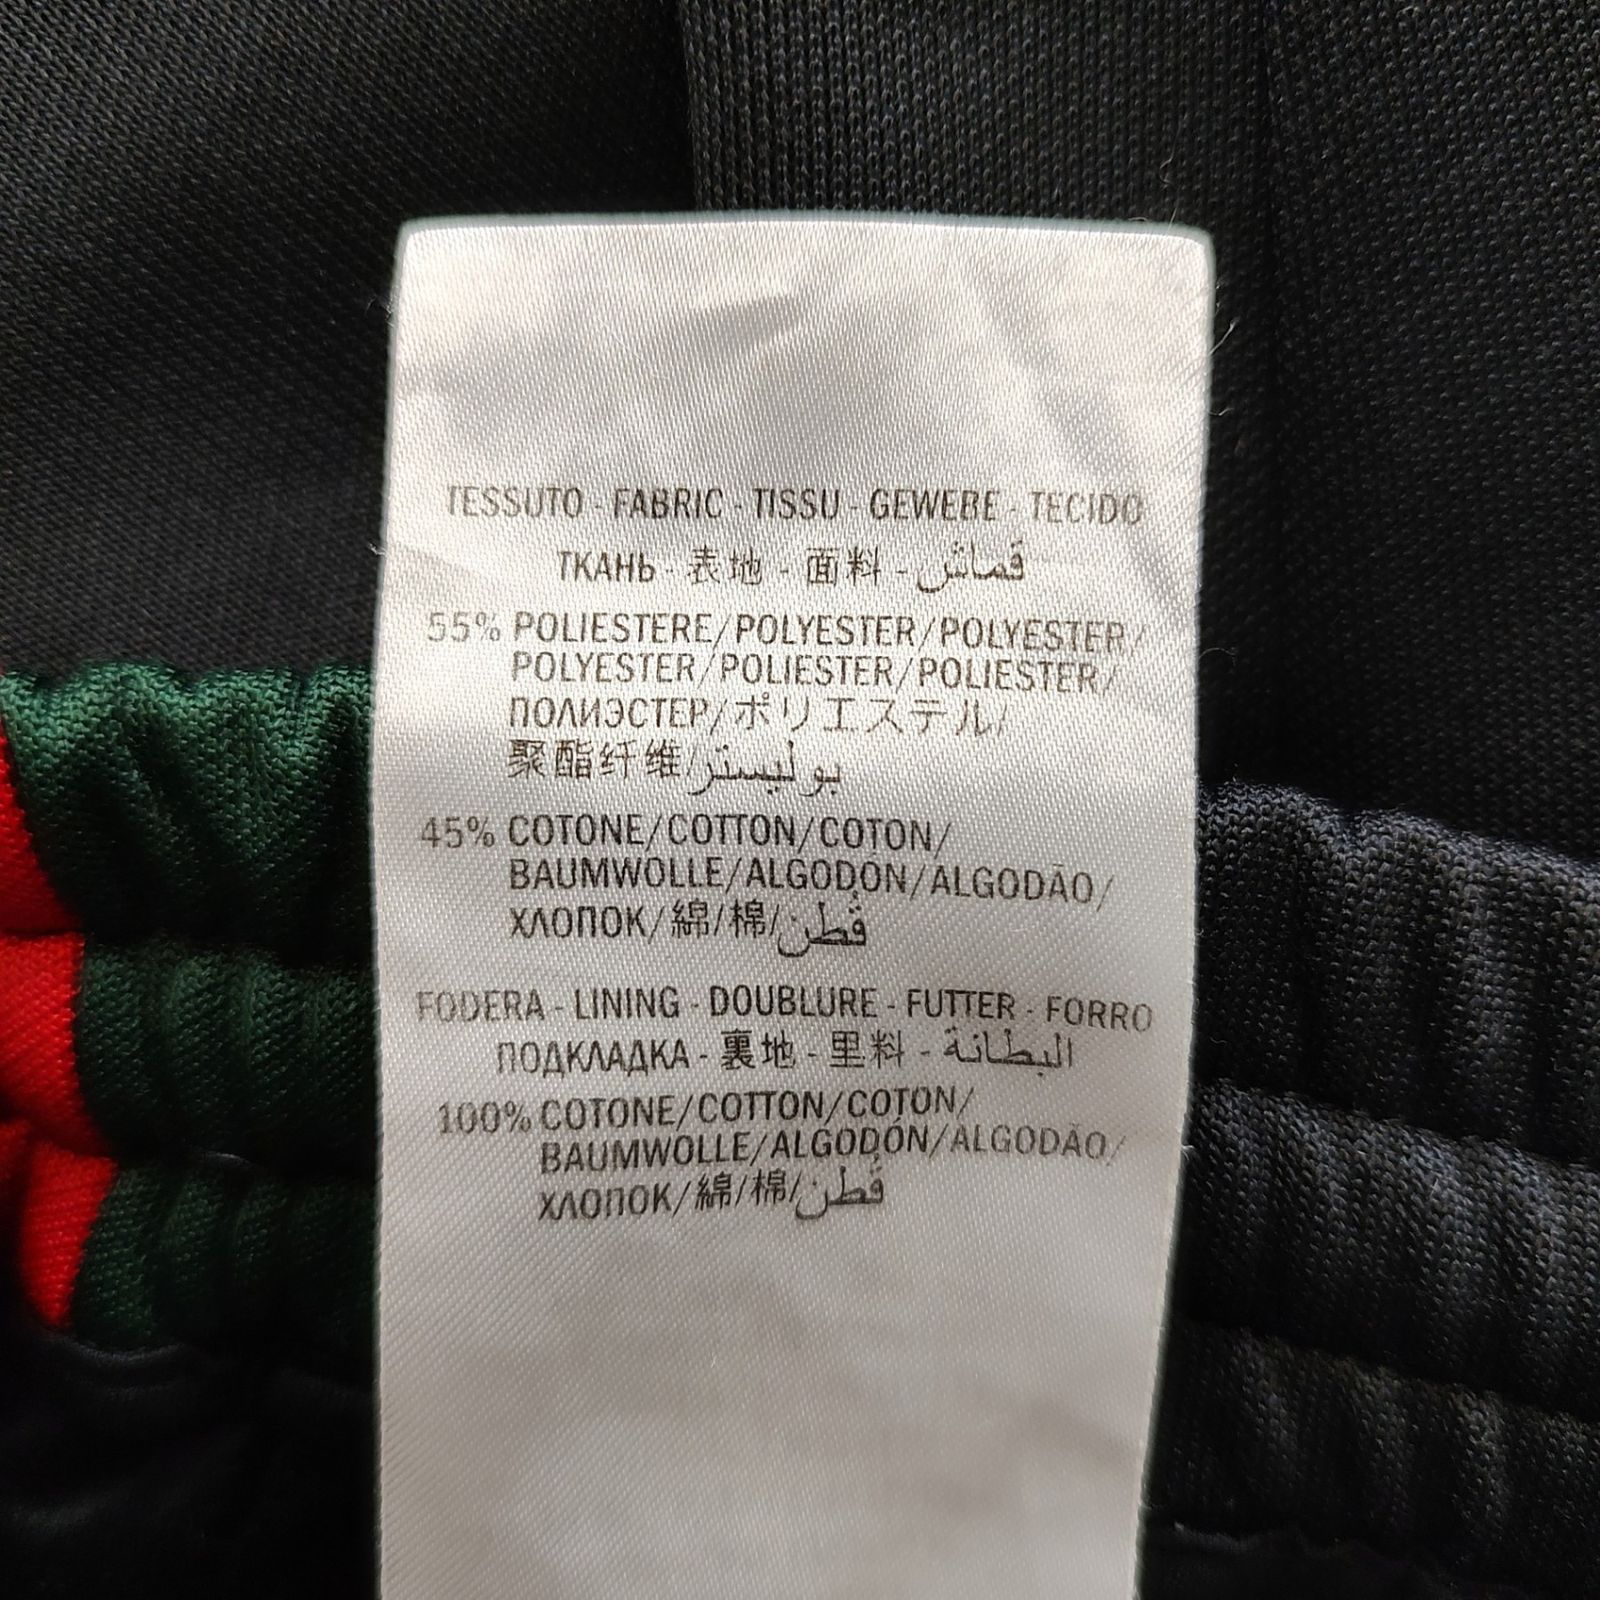 TESSUTO - FABRIC - TISSU - GEWEBE - TECIDO
ТКАНЬ - 表地 - 面料 - قماش
55% POLIESTERE/POLYESTER/POLYESTER/
POLYESTER/POLIESTER/POLIESTER/
ПОЛИЭСТЕР/ポリエステル/
聚酯纤维/بوليستر
45% COTONE/COTTON/COTON/
BAUMWOLLE/ALGODÓN/ALGODÃO/
ХЛОПОК/綿/棉/قطن
FODERA - LINING - DOUBLURE - FUTTER - FORRO
ПОДКЛАДКА - 裏地 - 里料 - البطانة
100% COTONE/COTTON/COTON/
BAUMWOLLE/ALGODÓN/ALGODÃO/
ХЛОПОК/綿/棉/قطن